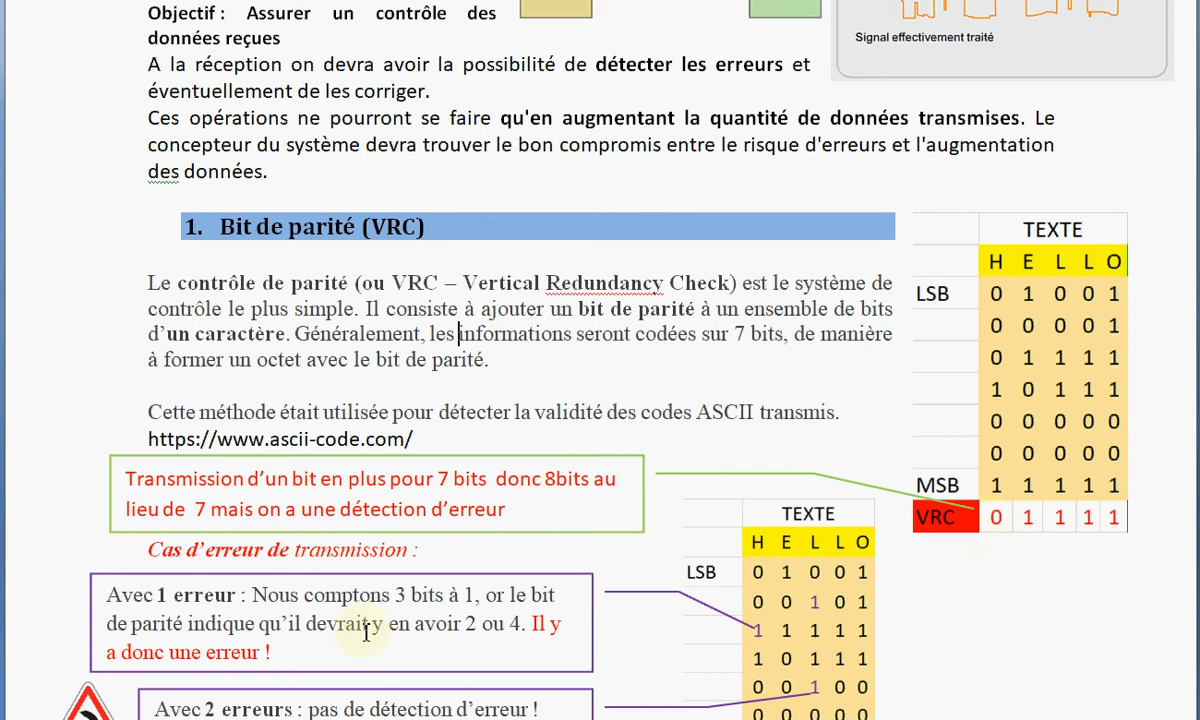 Objectif : Assurer un contrôle des
données reçues
Signal effectivement traité
A la réception on devra avoir la possibilité de détecter les erreurs et
éventuellement de les corriger.
Ces opérations ne pourront se faire qu'en augmentant la quantité de données transmises. Le
concepteur du système devra trouver le bon compromis entre le risque d'erreurs et l'augmentation
des données.
1. Bit de parité (VRC)
Le contrôle de parité (ou VRC – Vertical Redundancy Check) est le système de
contrôle le plus simple. Il consiste à ajouter un bit de parité à un ensemble de bits
d'un caractère. Généralement, les informations seront codées sur 7 bits, de manière
à former un octet avec le bit de parité.
Cette méthode était utilisée pour détecter la validité des codes ASCII transmis.
https://www.ascii-code.com/
TEXTE
H E L L O
LSB 0 1 0 0 1
0 0 0 0 1
0 1 1 1 1
1 0 1 1 1
0 0 0 0 0
0 0 0 0 0
MSB 1 1 1 1 1
VRC 0 1 1 1 1
Transmission d'un bit en plus pour 7 bits donc 8bits au
lieu de 7 mais on a une détection d'erreur
Cas d'erreur de transmission :
Avec 1 erreur : Nous comptons 3 bits à 1, or le bit
de parité indique qu'il devrait y en avoir 2 ou 4. Il y
a donc une erreur !
Avec 2 erreurs : pas de détection d'erreur !
TEXTE
H E L L O
LSB 0 1 0 0 1
0 0 1 0 1
1 1 1 1 1
1 0 1 1 1
0 0 1 0 0
0 0 0 0 0